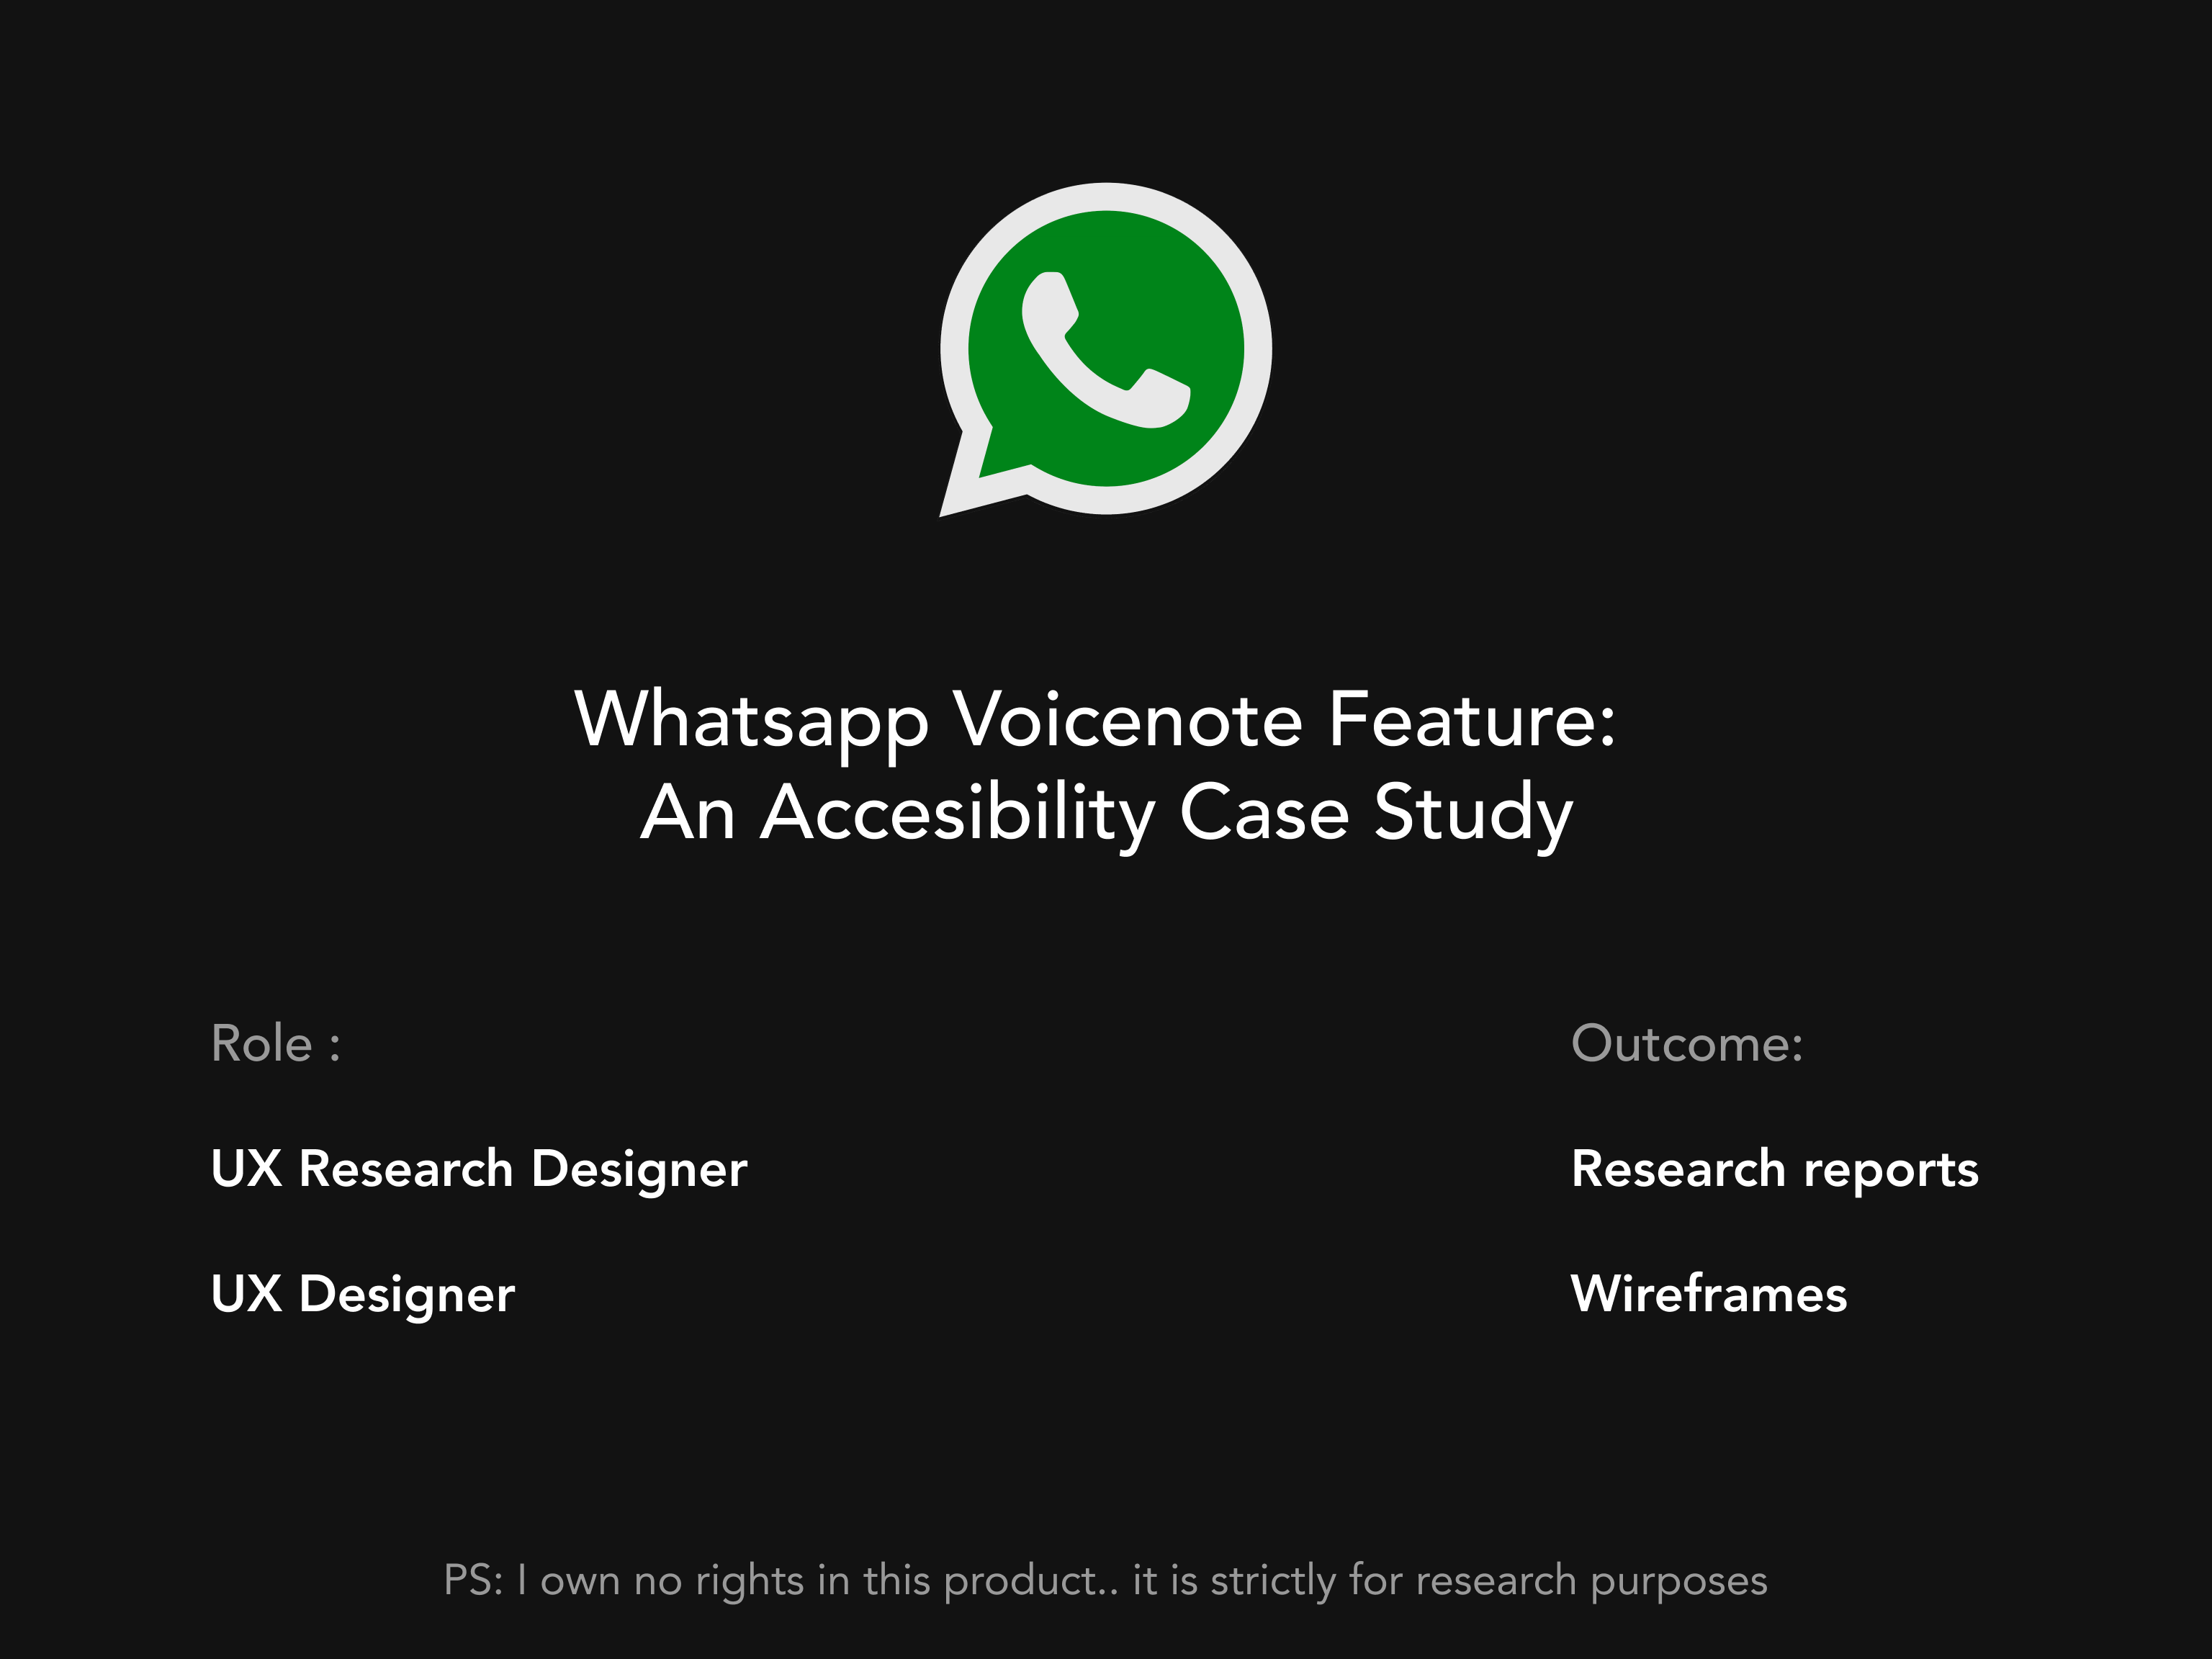 Whatsapp Voicenote Feature:
An Accesibility Case Study
Role :
UX Research Designer
UX Designer
Outcome:
Research reports
Wireframes
PS: I own no rights in this product.. it is strictly for research purposes